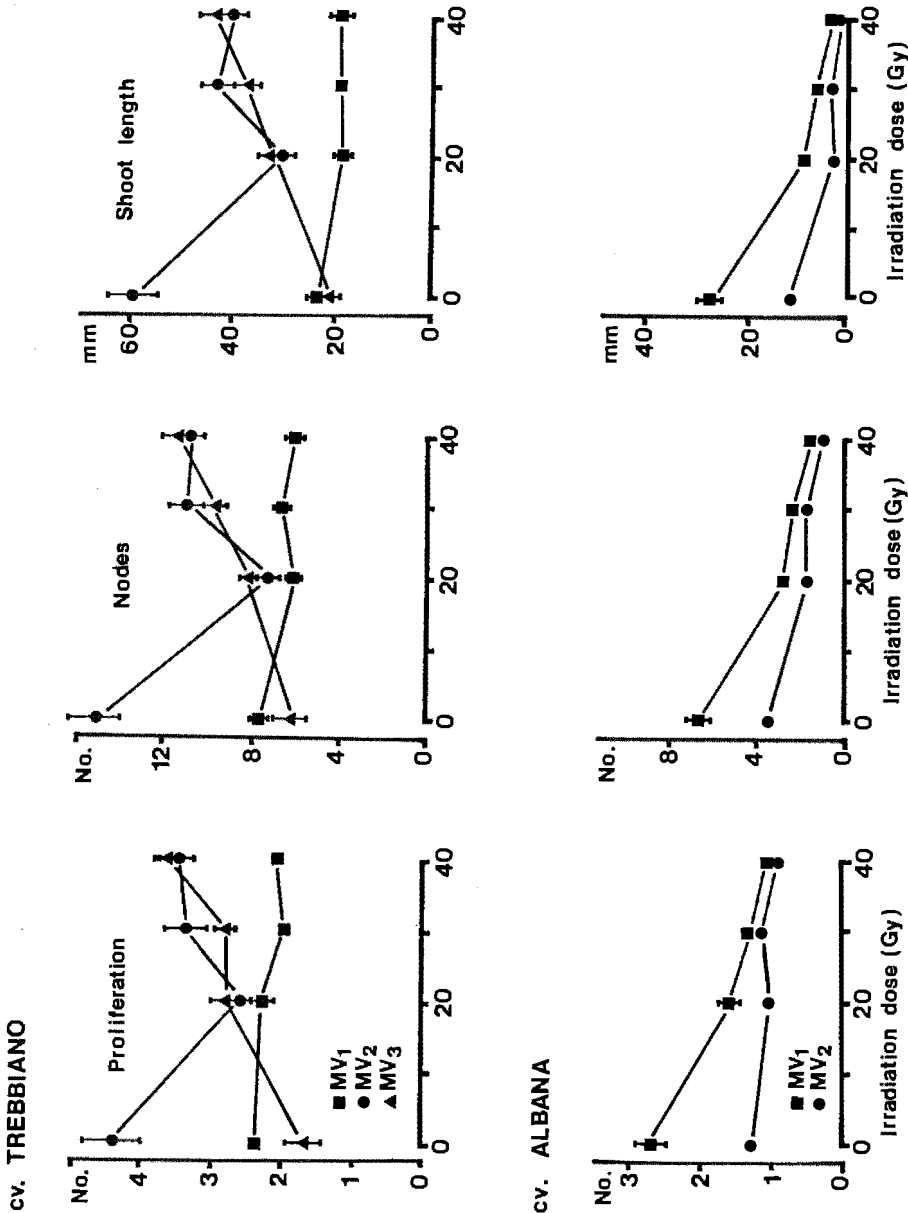 cv. TREBBIANO
Proliferation
No.
4
3
2
1
0
0
20
40
■ MV1
● MV2
▲ MV3
Nodes
No.
12
8
4
0
0
20
40
Shoot length
mm
60
40
20
0
0
20
40
cv. ALBANA
No.
3
2
1
0
■ MV1
● MV2
0
20
40
Irradiation dose (Gy)
No.
8
4
0
0
20
40
Irradiation dose (Gy)
mm
40
20
0
0
20
40
Irradiation dose (Gy)